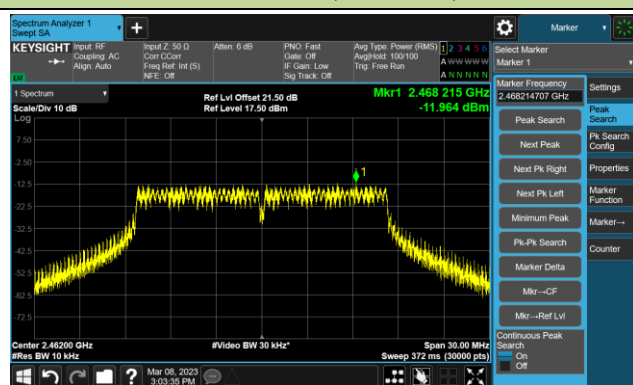 Spectrum Analyzer 1
Swept SA
Marker
KEYSIGHT
Input: RF
Coupling: AC
Align: Auto
Input Z: 50 Ω
Corr CCorr
Freq Ref: Int (S)
NFE: Off
Atten: 6 dB
PNO: Fast
Gate: Off
IF Gain: Low
Sig Track: Off
Avg Type: Power (RMS)
Avg|Hold: 100/100
Trig: Free Run
1 2 3 4 5 6
A W W W W W
A N N N N N
Select Marker
Marker 1
1 Spectrum
Scale/Div 10 dB
Log
Ref Lvl Offset 21.50 dB
Ref Level 17.50 dBm
Mkr1 2.468 215 GHz
-11.964 dBm
Marker Frequency
2.468214707 GHz
Settings
Peak Search
Peak
Search
Next Peak
Pk Search
Config
Next Pk Right
Properties
Next Pk Left
Marker
Function
Minimum Peak
Marker→
Pk-Pk Search
Counter
Marker Delta
Mkr→CF
Mkr→Ref Lvl
Continuous Peak
Search
On
Off
7.50
-2.50
-12.5
-22.5
-32.5
-42.5
-52.5
-62.5
-72.5
1
Center 2.46200 GHz
#Res BW 10 kHz
#Video BW 30 kHz*
Span 30.00 MHz
Sweep 372 ms (30000 pts)
?
Mar 08, 2023
3:03:35 PM